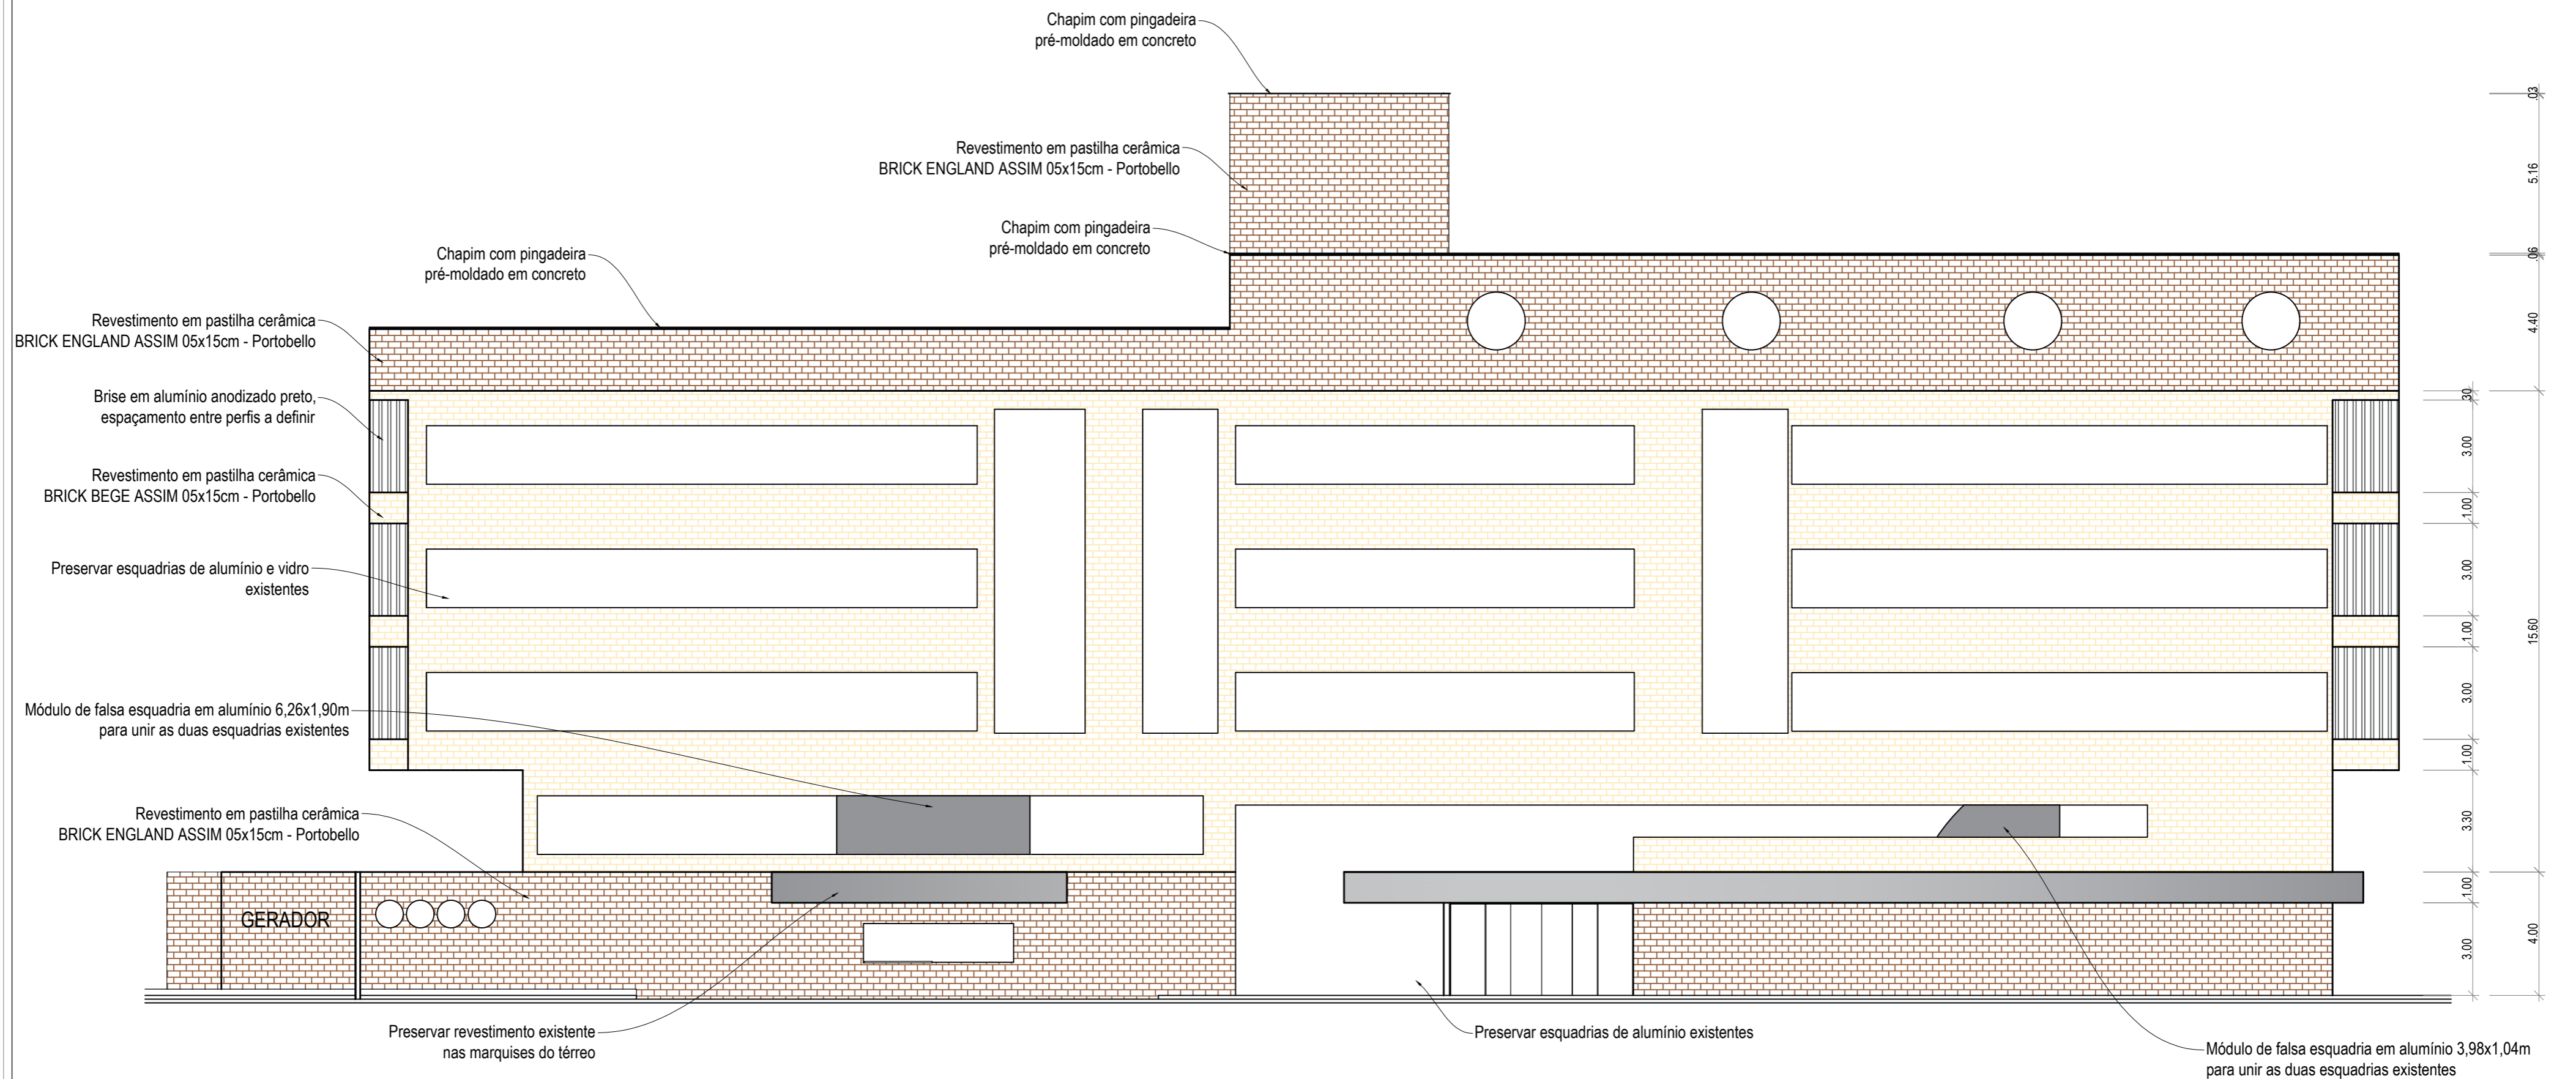 Chapim com pingadeira
pré-moldado em concreto
Revestimento em pastilha cerâmica
BRICK ENGLAND ASSIM 05x15cm - Portobello
Chapim com pingadeira
pré-moldado em concreto
Chapim com pingadeira
pré-moldado em concreto
Revestimento em pastilha cerâmica
BRICK ENGLAND ASSIM 05x15cm - Portobello
Brise em alumínio anodizado preto,
espaçamento entre perfis a definir
Revestimento em pastilha cerâmica
BRICK BEGE ASSIM 05x15cm - Portobello
Preservar esquadrias de alumínio e vidro
existentes
Módulo de falsa esquadria em alumínio 6,26x1,90m
para unir as duas esquadrias existentes
Revestimento em pastilha cerâmica
BRICK ENGLAND ASSIM 05x15cm - Portobello
GERADOR
Preservar revestimento existente
nas marquises do térreo
Preservar esquadrias de alumínio existentes
Módulo de falsa esquadria em alumínio 3,98x1,04m
para unir as duas esquadrias existentes
.30
3.00
1.00
3.00
1.00
3.00
1.00
3.30
1.00
3.00
.03
5.16
.06
4.40
15.60
4.00